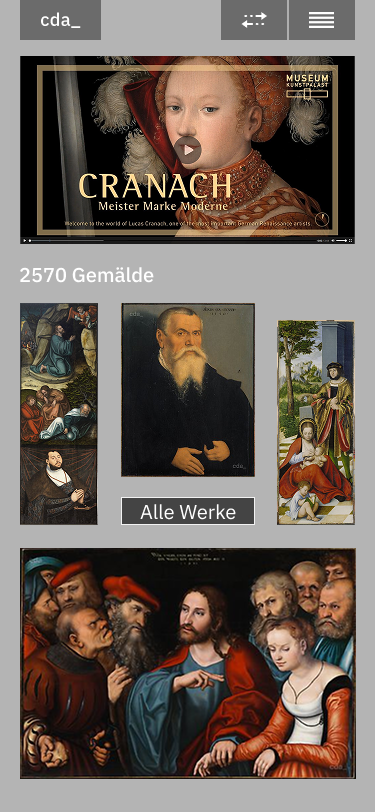 cda_
MUSEUM
KUNSTPALAST
CRANACH
Meister Marke Moderne
Welcome to the world of Lucas Cranach, one of the most important German Renaissance artists.
2570 Gemälde
cda_
cda_
Alle Werke